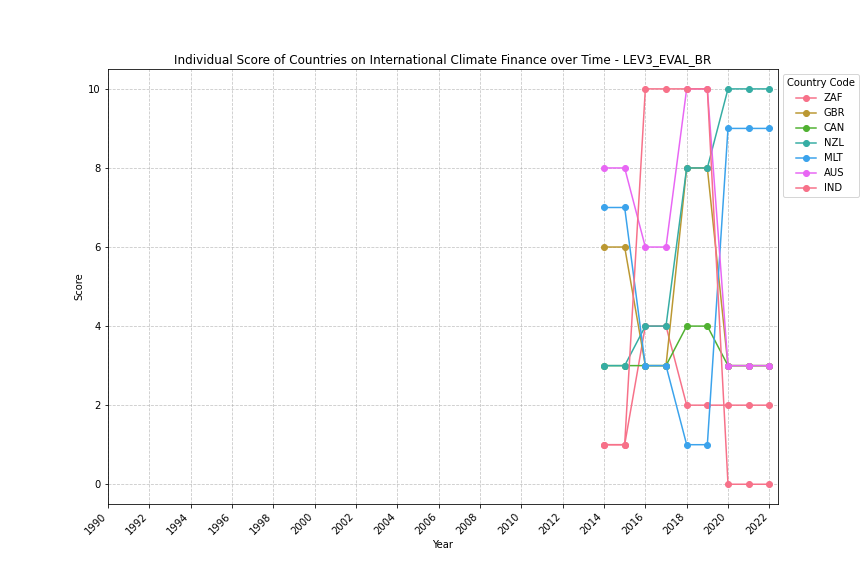 Individual Score of Countries on International Climate Finance over Time - LEV3_EVAL_BR
Country Code
ZAF
GBR
CAN
NZL
MLT
AUS
IND
Score
10
8
6
4
2
0
1990 1992 1994 1996 1998 2000 2002 2004 2006 2008 2010 2012 2014 2016 2018 2020 2022
Year